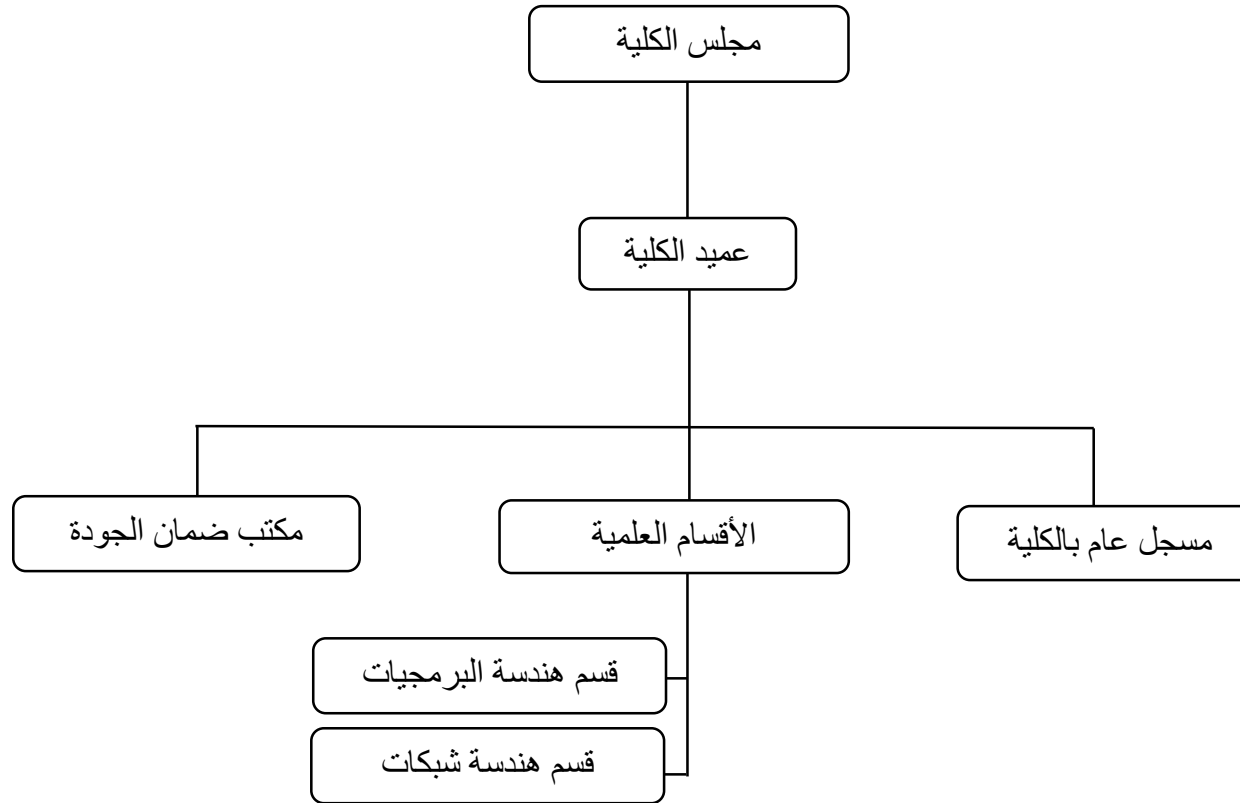 مجلس الكلية
عميد الكلية
مسجل عام بالكلية
الأقسام العلمية
مكتب ضمان الجودة
قسم هندسة البرمجيات
قسم هندسة شبكات